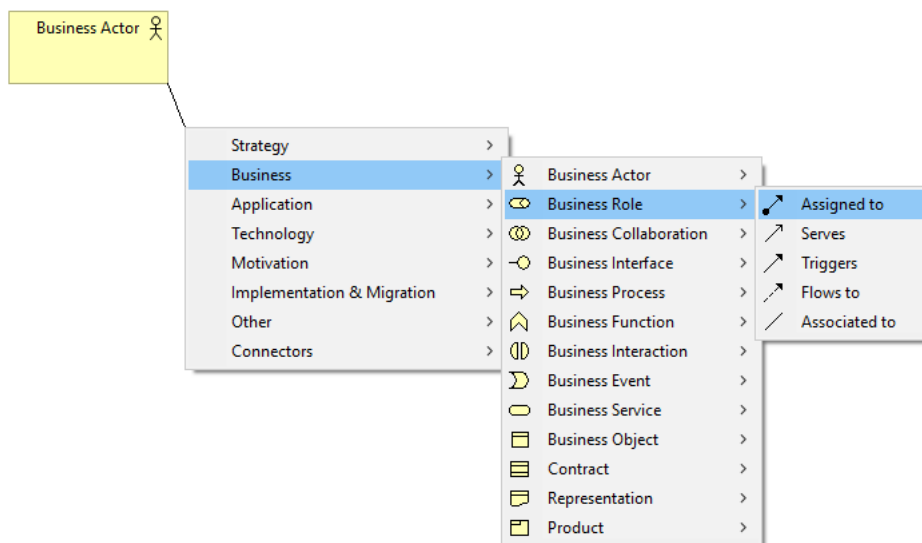 Business Actor
Strategy
Business
Application
Technology
Motivation
Implementation & Migration
Other
Connectors
Business Actor
Business Role
Business Collaboration
Business Interface
Business Process
Business Function
Business Interaction
Business Event
Business Service
Business Object
Contract
Representation
Product
Assigned to
Serves
Triggers
Flows to
Associated to